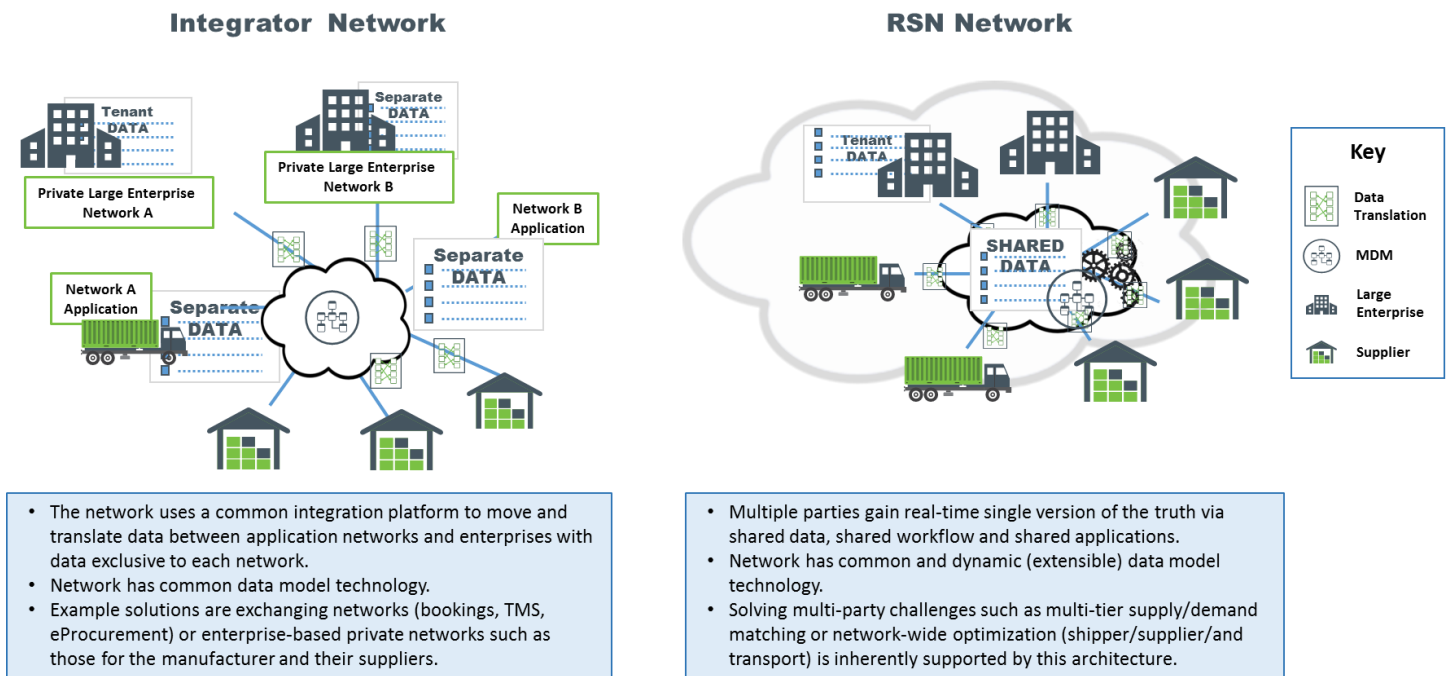 Integrator Network
Tenant
DATA
Private Large Enterprise
Network A
Separate
DATA
Private Large Enterprise
Network B
Network B
Application
Separate
DATA
Network A
Application
Separate
DATA
• The network uses a common integration platform to move and
translate data between application networks and enterprises with
data exclusive to each network.
• Network has common data model technology.
• Example solutions are exchanging networks (bookings, TMS,
eProcurement) or enterprise-based private networks such as
those for the manufacturer and their suppliers.
RSN Network
Tenant
DATA
SHARED
DATA
• Multiple parties gain real-time single version of the truth via
shared data, shared workflow and shared applications.
• Network has common and dynamic (extensible) data model
technology.
• Solving multi-party challenges such as multi-tier supply/demand
matching or network-wide optimization (shipper/supplier/and
transport) is inherently supported by this architecture.
Key
Data
Translation
MDM
Large
Enterprise
Supplier